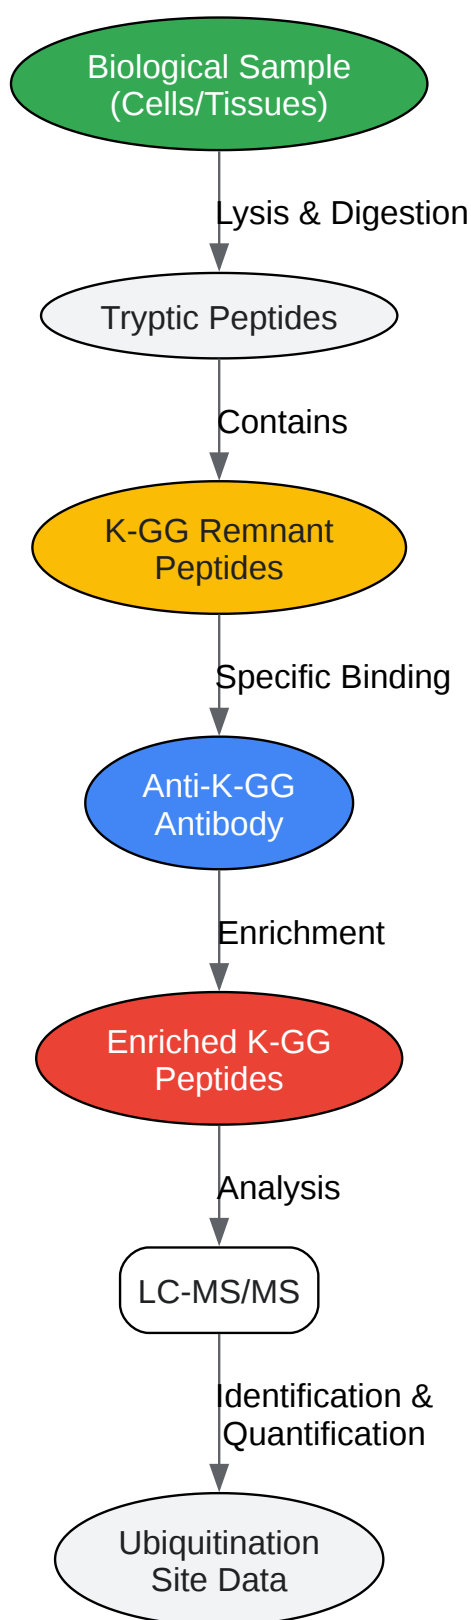 Biological Sample
(Cells/Tissues)
Lysis & Digestion
Tryptic Peptides
Contains
K-GG Remnant
Peptides
Specific Binding
Anti-K-GG
Antibody
Enrichment
Enriched K-GG
Peptides
Analysis
LC-MS/MS
Identification &
Quantification
Ubiquitination
Site Data